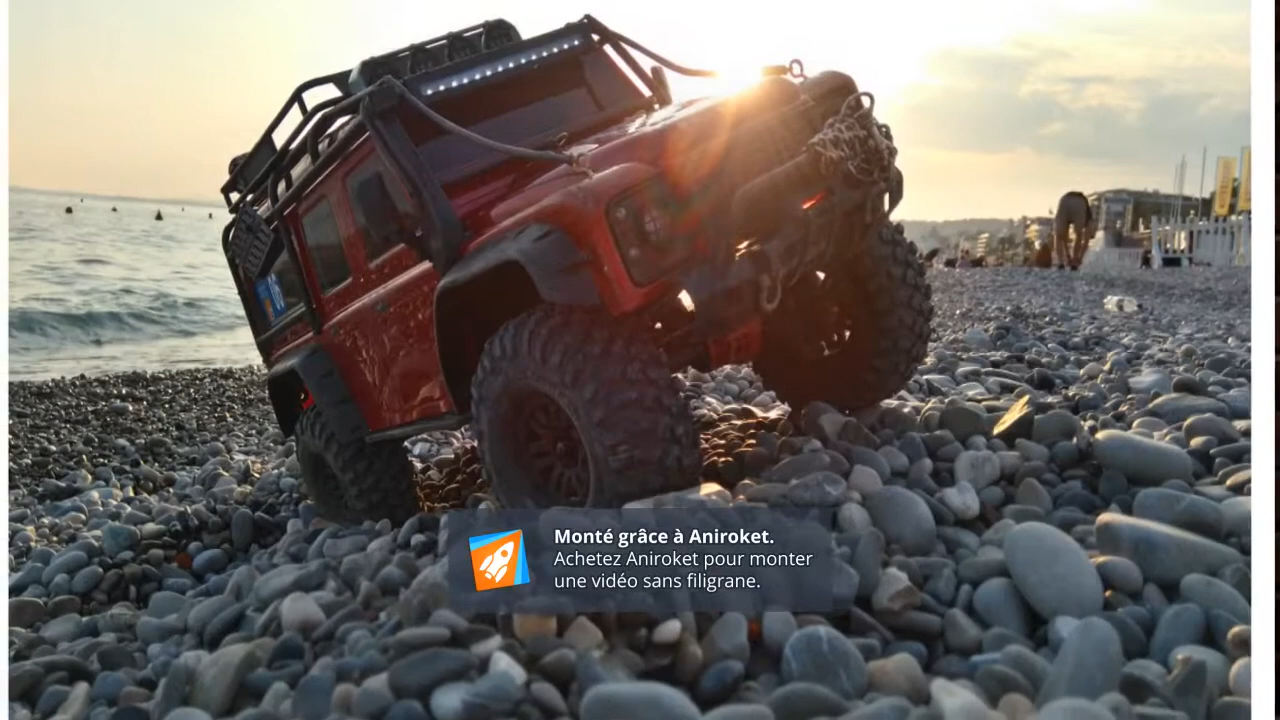 Monté grâce à Aniroket.
Achetez Aniroket pour monter
une vidéo sans filigrane.